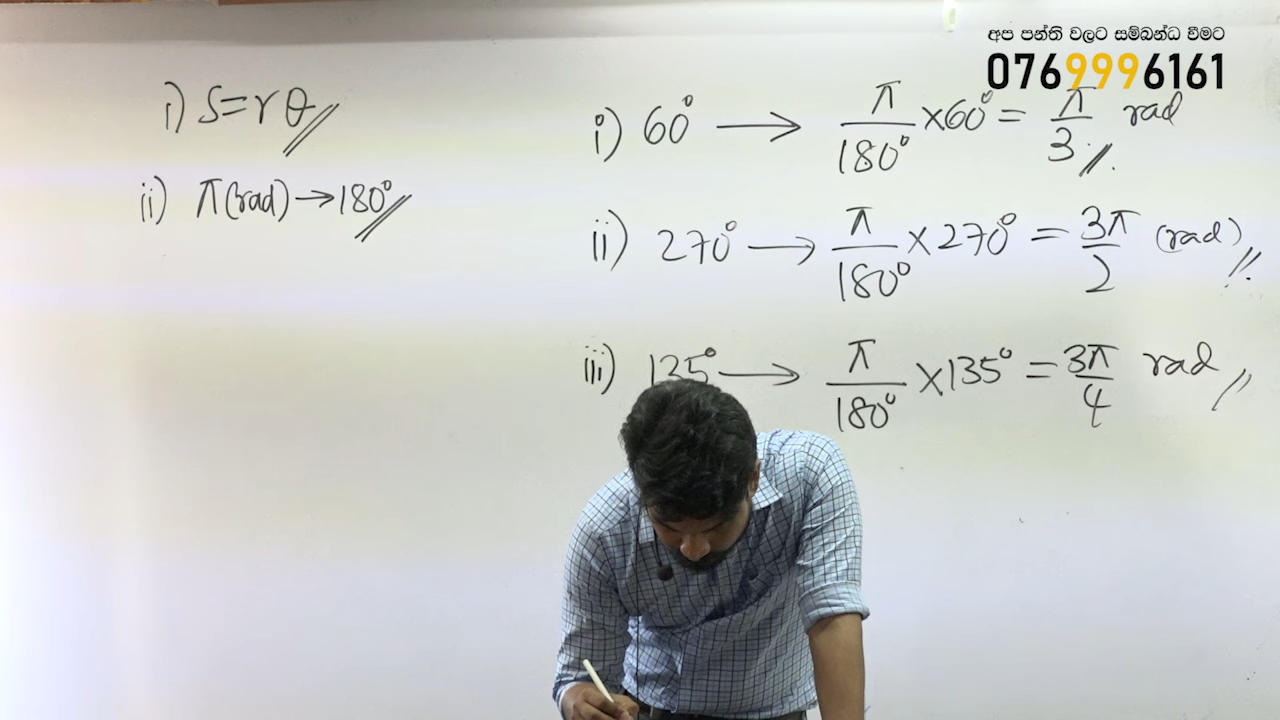 අප පන්ති වලට සම්බන්ධ වීමට
0769996161
i) S=rθ
ii) π(rad)→180°
i) 60° → π/180° ×60° = π/3 rad
ii) 270° → π/180° ×270° = 3π/2 (rad)
iii) 135° → π/180° ×135° = 3π/4 rad